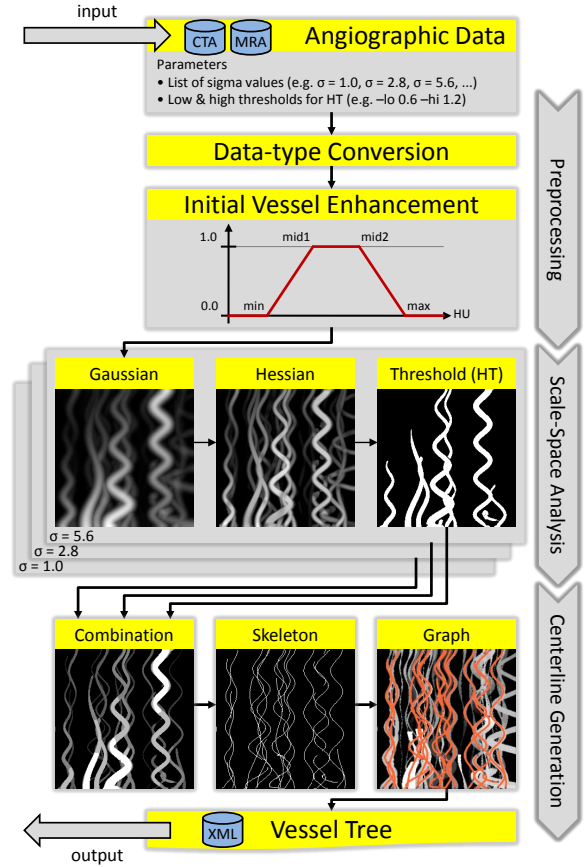 input
CTA
MRA
Angiographic Data
Parameters
• List of sigma values (e.g. σ = 1.0, σ = 2.8, σ = 5.6, ...)
• Low & high thresholds for HT (e.g. –lo 0.6 –hi 1.2)
Data-type Conversion
Initial Vessel Enhancement
1.0
mid1
mid2
0.0
min
max
HU
Preprocessing
Gaussian
Hessian
Threshold (HT)
σ = 5.6
σ = 2.8
σ = 1.0
Scale-Space Analysis
Combination
Skeleton
Graph
Centerline Generation
XML
Vessel Tree
output